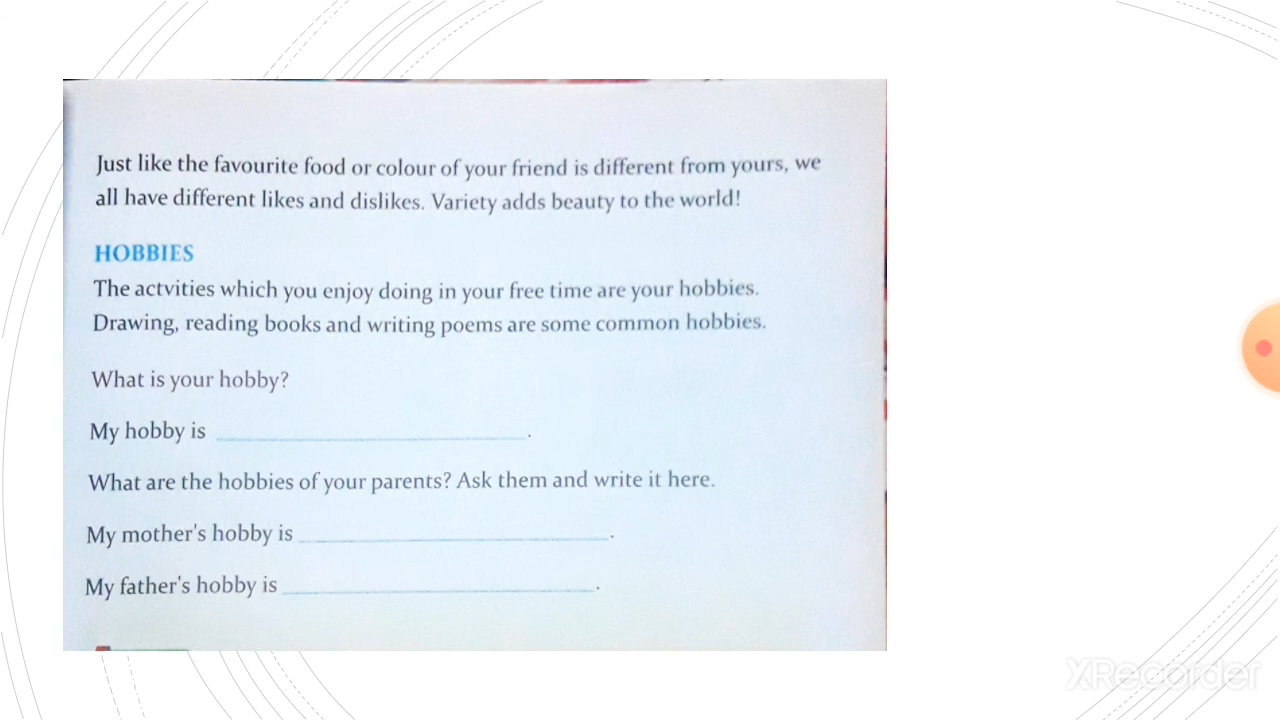 Just like the favourite food or colour of your friend is different from yours, we
all have different likes and dislikes. Variety adds beauty to the world!
HOBBIES
The actvities which you enjoy doing in your free time are your hobbies.
Drawing, reading books and writing poems are some common hobbies.
What is your hobby?
My hobby is ____________________.
What are the hobbies of your parents? Ask them and write it here.
My mother's hobby is ____________________.
My father's hobby is ____________________.
XRecorder